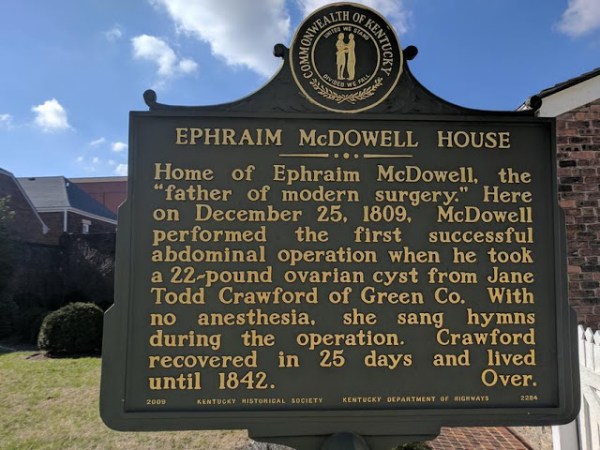 COMMONWEALTH OF KENTUCKY
UNITED WE STAND
DIVIDED WE FALL
EPHRAIM McDOWELL HOUSE
Home of Ephraim McDowell, the
"father of modern surgery." Here
on December 25, 1809, McDowell
performed the first successful
abdominal operation when he took
a 22-pound ovarian cyst from Jane
Todd Crawford of Green Co. With
no anesthesia, she sang hymns
during the operation. Crawford
recovered in 25 days and lived
until 1842. Over.
2009 KENTUCKY HISTORICAL SOCIETY KENTUCKY DEPARTMENT OF HIGHWAYS 2284